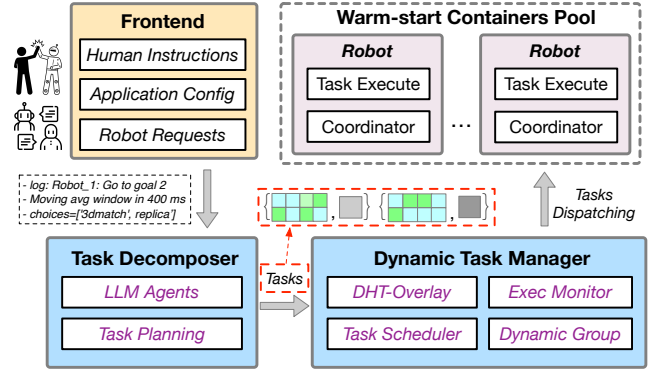 Frontend
Human Instructions
Application Config
Robot Requests
Warm-start Containers Pool
Robot
Task Execute
Coordinator
...
Robot
Task Execute
Coordinator
- log: Robot_1: Go to goal 2
- Moving avg window in 400 ms
- choices=['3dmatch', replica']
{ , } { , }
Tasks
Dispatching
Tasks
Task Decomposer
LLM Agents
Task Planning
Dynamic Task Manager
DHT-Overlay
Exec Monitor
Task Scheduler
Dynamic Group